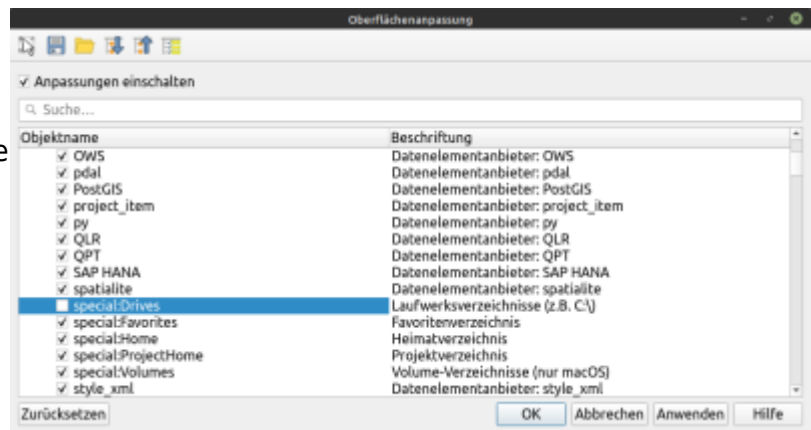 Oberflächenanpassung
Anpassungen einschalten
Suche...
Objektname Beschriftung
e
OWS Datenelementanbieter: OWS
pdal Datenelementanbieter: pdal
PostGIS Datenelementanbieter: PostGIS
project_item Datenelementanbieter: project_item
py Datenelementanbieter: py
QLR Datenelementanbieter: QLR
QPT Datenelementanbieter: QPT
SAP HANA Datenelementanbieter: SAP HANA
spatialite Datenelementanbieter: spatialite
special:Drives Laufwerksverzeichnisse (z.B. C:\)
special:Favorites Favoritenverzeichnis
special:Home Heimatverzeichnis
special:ProjectHome Projektverzeichnis
special:Volumes Volume-Verzeichnisse (nur macOS)
style_xml Datenelementanbieter: style_xml
Zurücksetzen OK Abbrechen Anwenden Hilfe